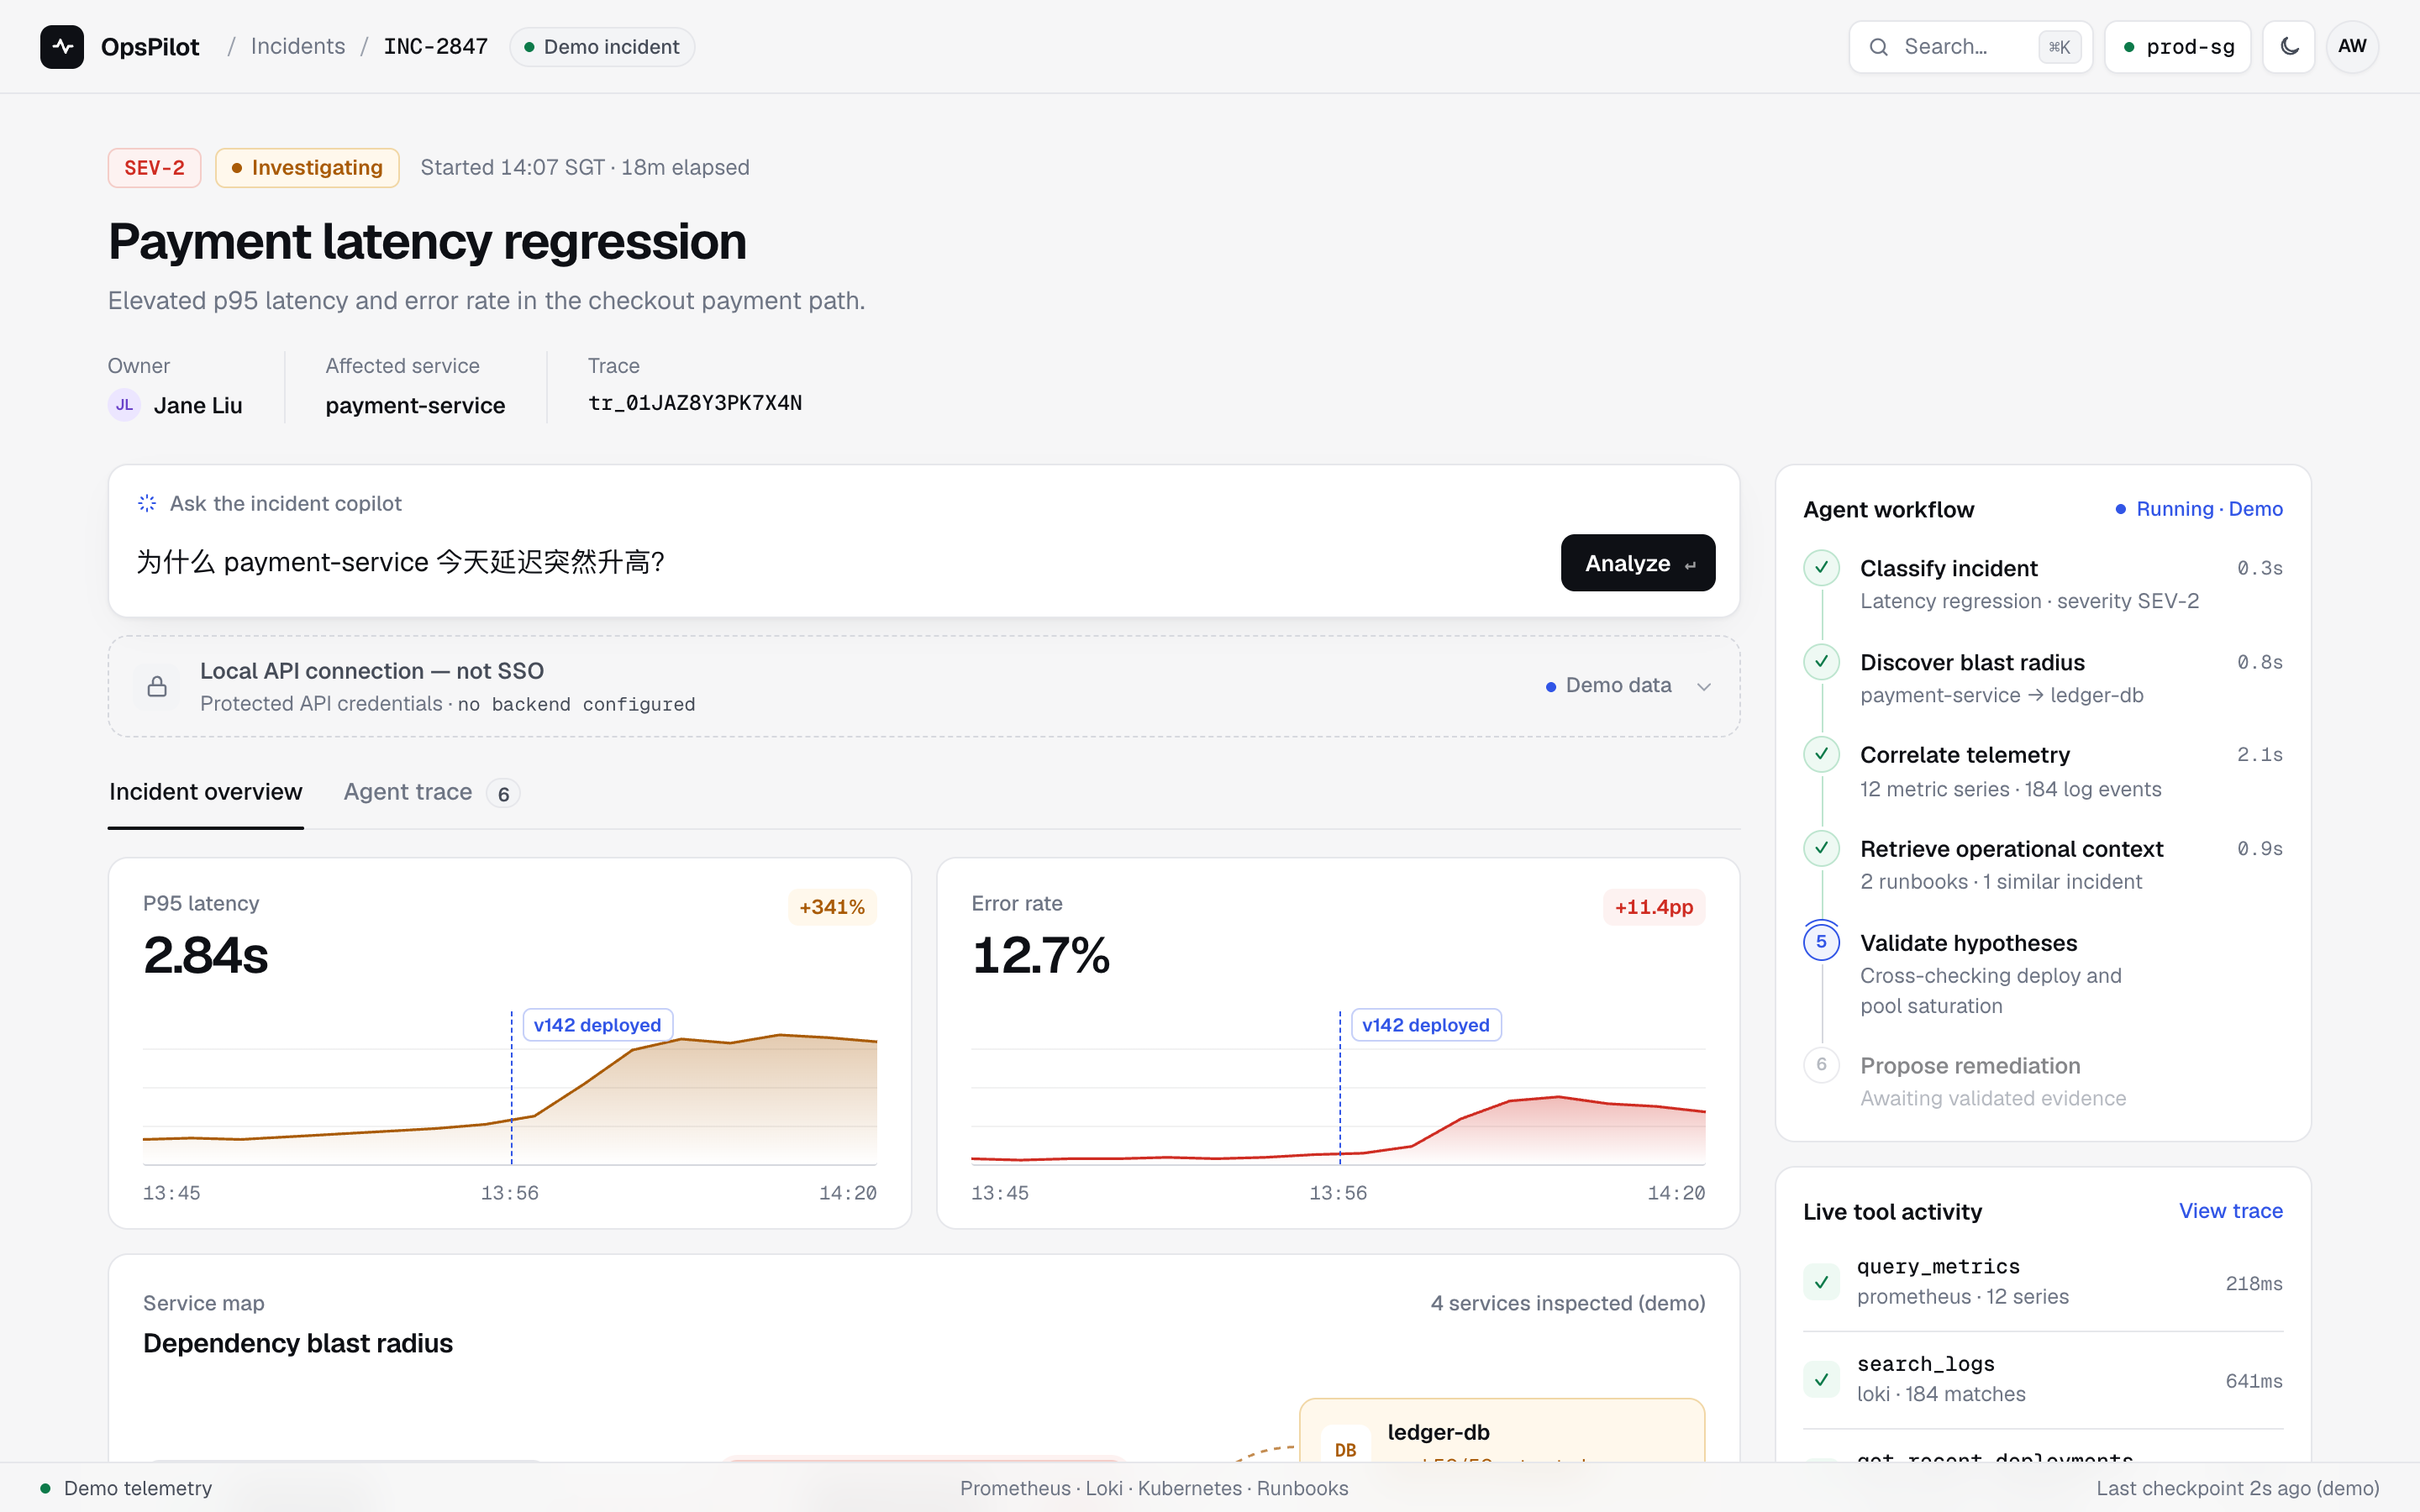 OpsPilot / Incidents / INC-2847 Demo incident
Search... ⌘K prod-sg AW
SEV-2 Investigating Started 14:07 SGT · 18m elapsed
Payment latency regression
Elevated p95 latency and error rate in the checkout payment path.
Owner
JL Jane Liu
Affected service
payment-service
Trace
tr_01JAZ8Y3PK7X4N
Ask the incident copilot
为什么 payment-service 今天延迟突然升高?
Analyze ↵
Local API connection — not SSO
Protected API credentials · no backend configured
Demo data
Incident overview
Agent trace 6
P95 latency
+341%
2.84s
v142 deployed
13:45 13:56 14:20
Error rate
+11.4pp
12.7%
v142 deployed
13:45 13:56 14:20
Service map
4 services inspected (demo)
Dependency blast radius
DB
ledger-db
Agent workflow
Running · Demo
Classify incident 0.3s
Latency regression · severity SEV-2
Discover blast radius 0.8s
payment-service → ledger-db
Correlate telemetry 2.1s
12 metric series · 184 log events
Retrieve operational context 0.9s
2 runbooks · 1 similar incident
5 Validate hypotheses
Cross-checking deploy and
pool saturation
6 Propose remediation
Awaiting validated evidence
Live tool activity
View trace
query_metrics
prometheus · 12 series
218ms
search_logs
loki · 184 matches
641ms
get_recent_deployments
Demo telemetry
Prometheus · Loki · Kubernetes · Runbooks
Last checkpoint 2s ago (demo)